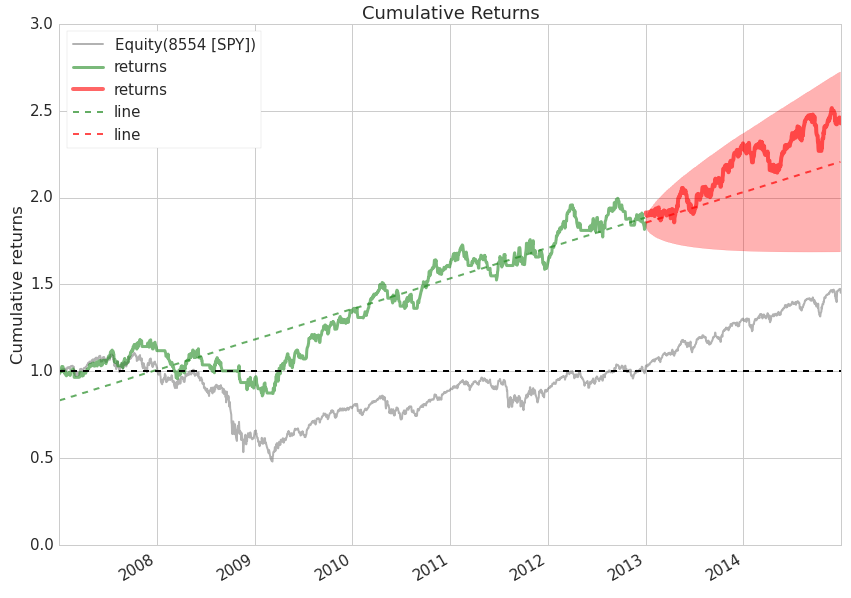 Cumulative Returns
3.0
2.5
2.0
1.5
1.0
0.5
0.0
Cumulative returns
Equity(8554 [SPY])
returns
returns
line
line
2008
2009
2010
2011
2012
2013
2014